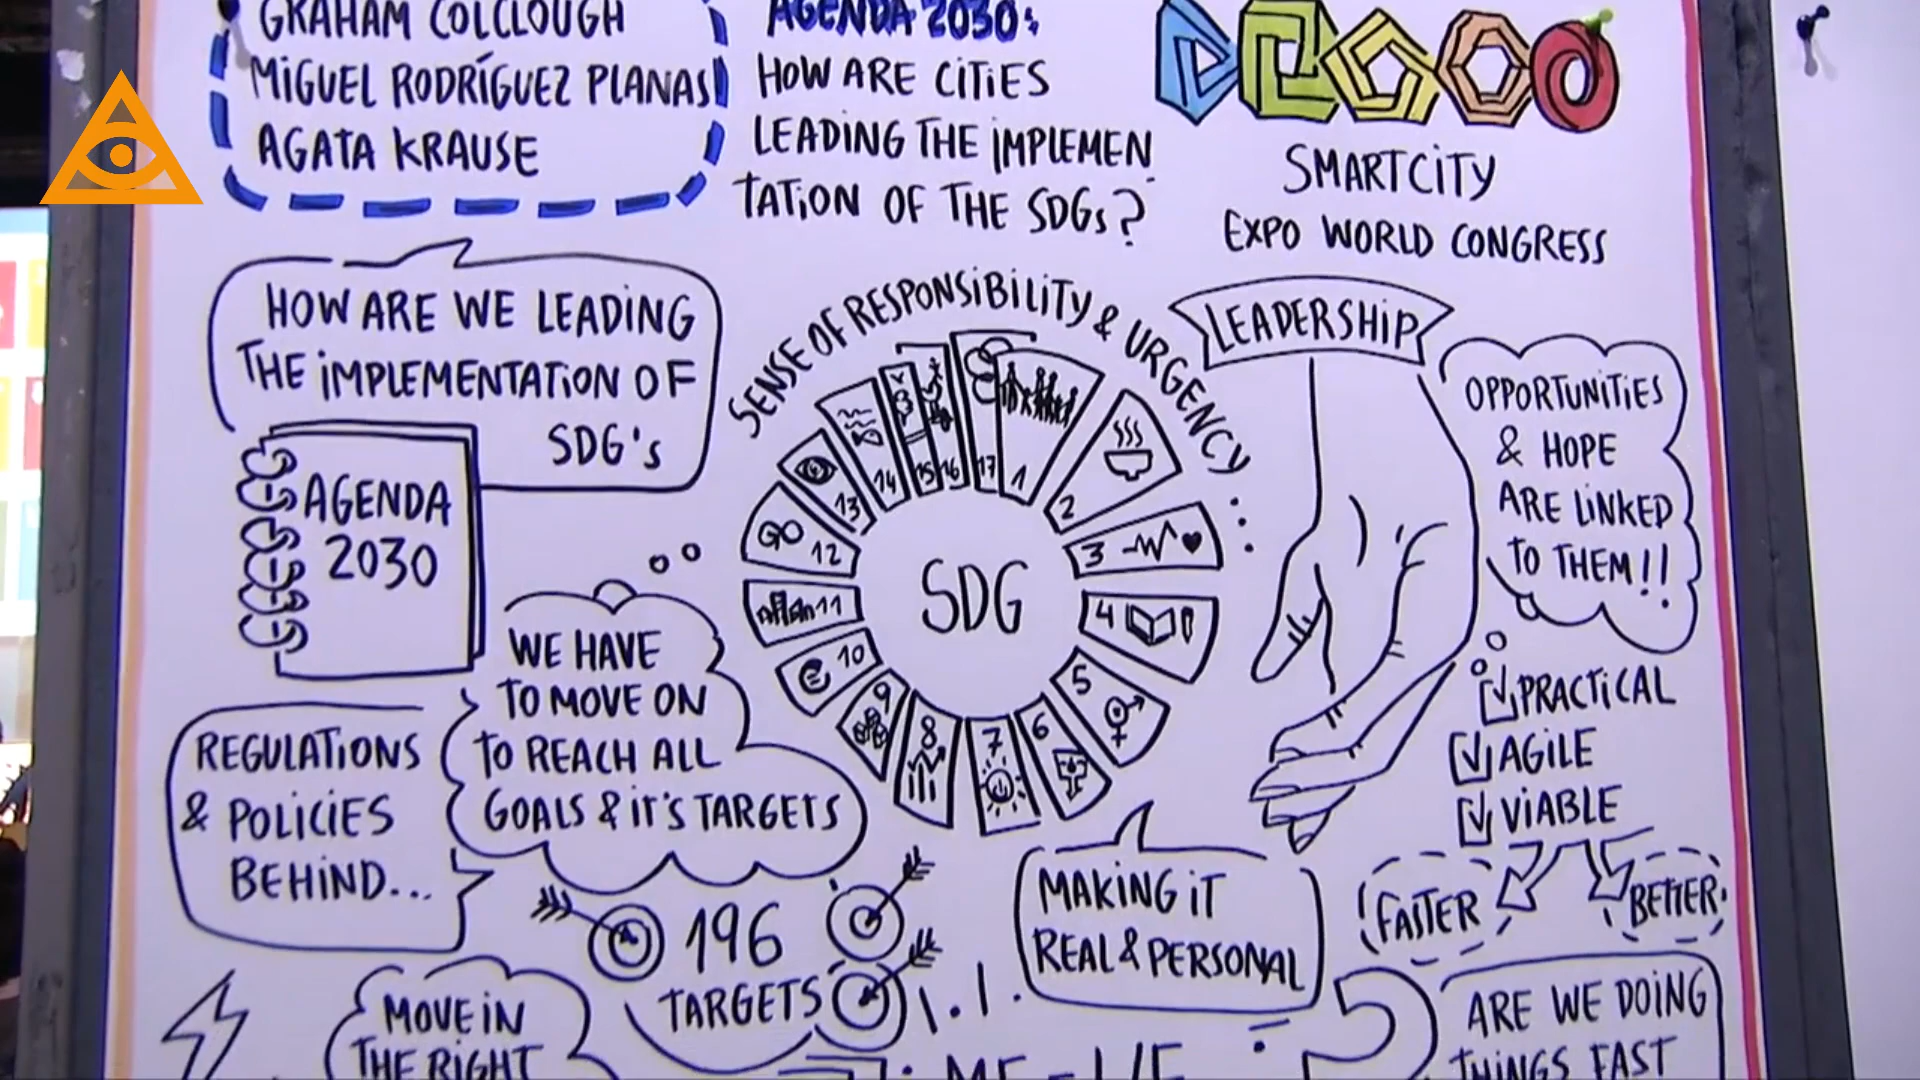 GRAHAM COLCLOUGH
MIGUEL RODRÍGUEZ PLANAS
AGATA KRAUSE
AGENDA 2030:
HOW ARE CITIES
LEADING THE IMPLEMEN
TATION OF THE SDGs?
SMARTCITY
EXPO WORLD CONGRESS
HOW ARE WE LEADING
THE IMPLEMENTATION OF
SDG's
AGENDA
2030
SENSE OF RESPONSIBILITY & URGENCY
LEADERSHIP
OPPORTUNITIES
& HOPE
ARE LINKED
TO THEM!!
SDG
1
2
3
4
5
6
7
8
9
10
11
12
13
14
15
16
17
WE HAVE
TO MOVE ON
TO REACH ALL
GOALS & IT'S TARGETS
REGULATIONS
& POLICIES
BEHIND...
PRACTICAL
AGILE
VIABLE
FASTER
BETTER
196
TARGETS
MAKING IT
REAL & PERSONAL
MOVE IN
THE RIGHT
ARE WE DOING
THINGS FAST